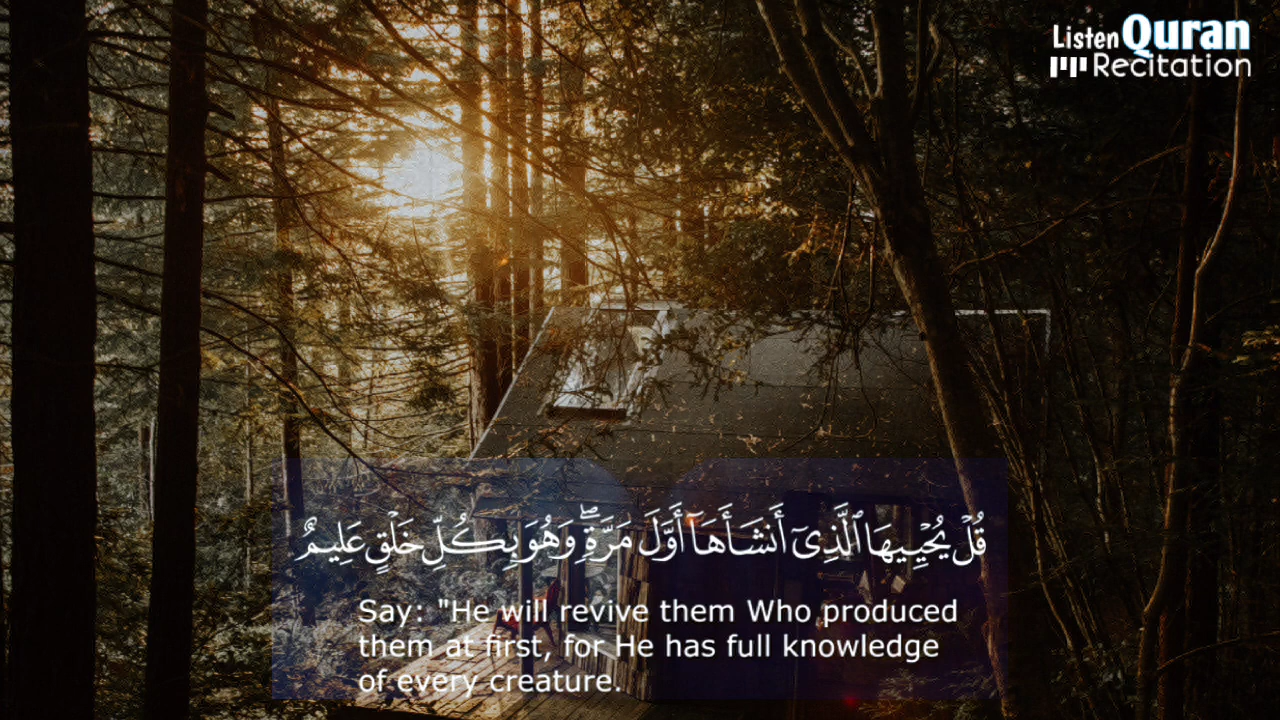 Listen Quran
Recitation
قُلْ يُحْيِيهَا ٱلَّذِىٓ أَنشَأَهَآ أَوَّلَ مَرَّةٍۢ ۖ وَهُوَ بِكُلِّ خَلْقٍ عَلِيمٌ
Say: "He will revive them Who produced
them at first, for He has full knowledge
of every creature.